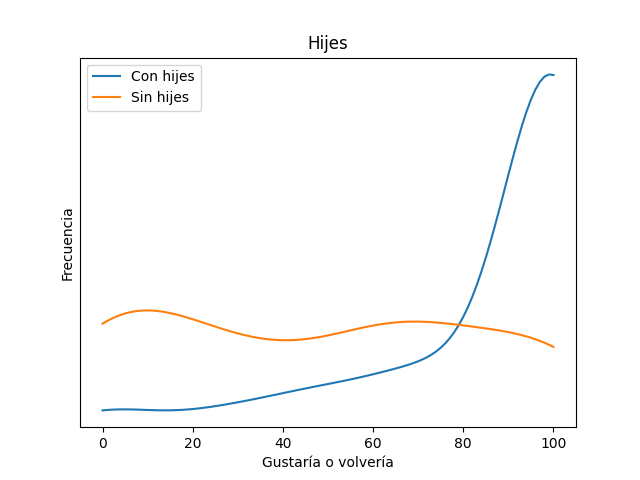 Hijes
Con hijes
Sin hijes
Frecuencia
0 20 40 60 80 100
Gustaría o volvería